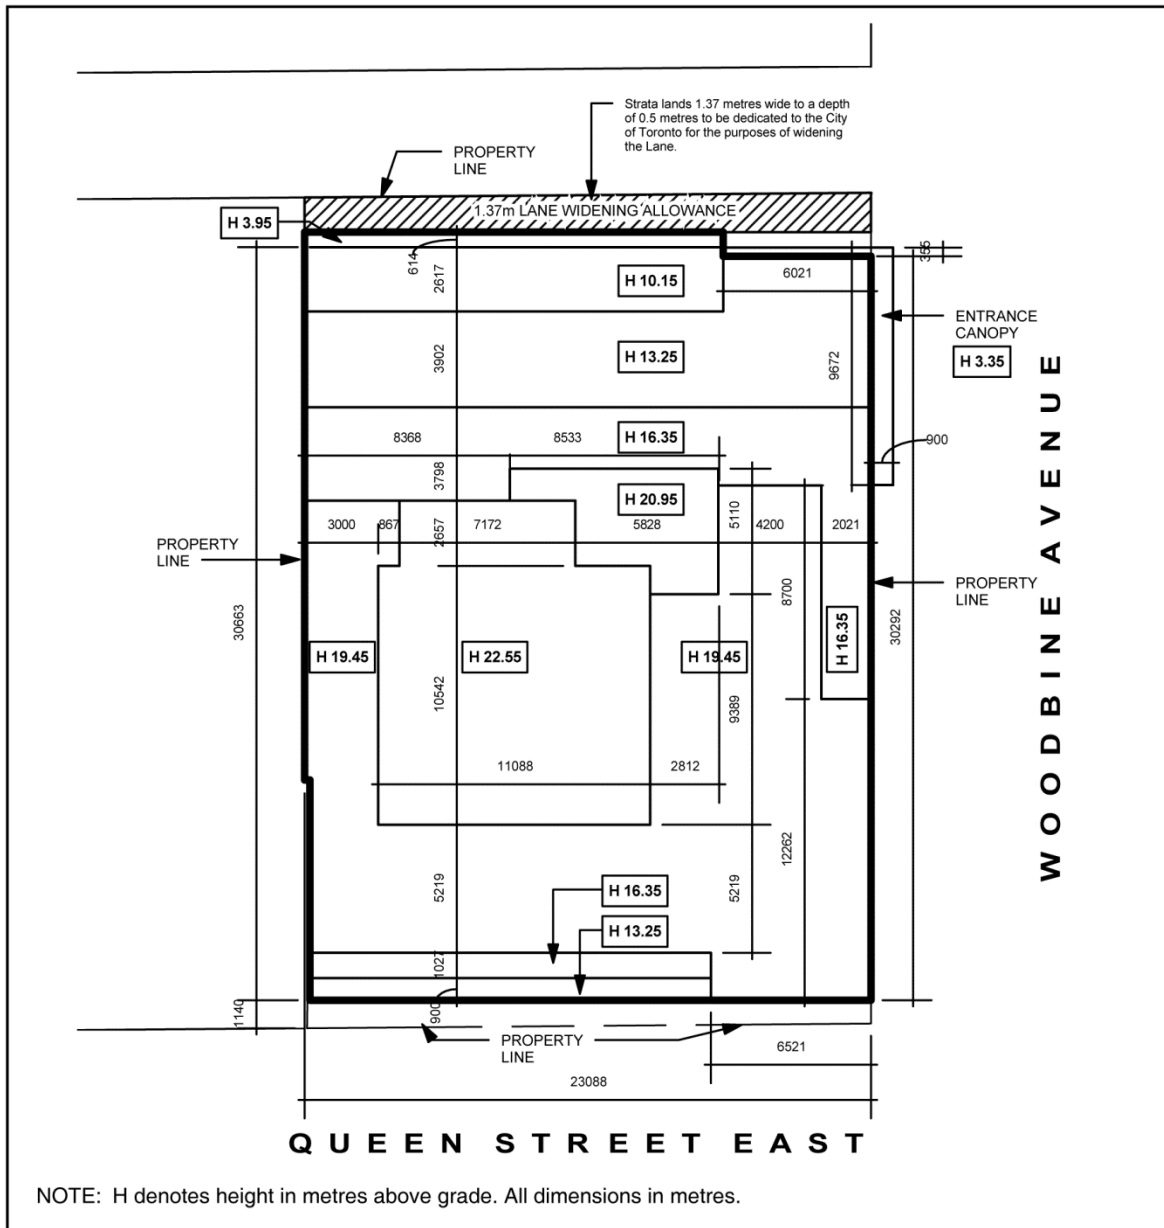 Strata lands 1.37 metres wide to a depth
of 0.5 metres to be dedicated to the City
of Toronto for the purposes of widening
the Lane.
PROPERTY
LINE
1.37m LANE WIDENING ALLOWANCE
H 3.95
355
614
2617
H 10.15
6021
ENTRANCE
CANOPY
H 3.35
3902
H 13.25
9672
8368
8533
H 16.35
900
3798
H 20.95
5110
3000
867
2657
7172
5828
4200
2021
PROPERTY
LINE
PROPERTY
LINE
8700
30663
30292
H 19.45
H 22.55
H 19.45
H 16.35
10542
9389
11088
2812
12262
5219
5219
H 16.35
H 13.25
1027
900
1140
PROPERTY
LINE
6521
23088
WOODBINE AVENUE
QUEEN STREET EAST
NOTE: H denotes height in metres above grade. All dimensions in metres.